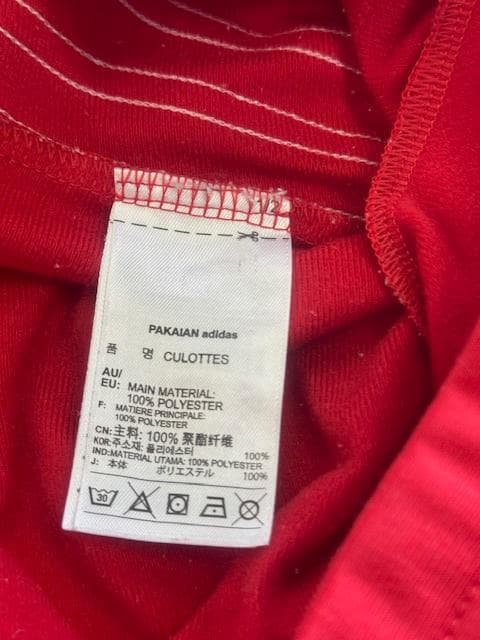 1/2
PAKAIAN adidas
품 명 CULOTTES
AU/
EU: MAIN MATERIAL:
100% POLYESTER
F: MATIERE PRINCIPALE:
100% POLYESTER
CN: 主料: 100% 聚酯纤维
KOR: 주소재: 폴리에스터 100%
IND: MATERIAL UTAMA: 100% POLYESTER
J: 本体 ポリエステル 100%
30